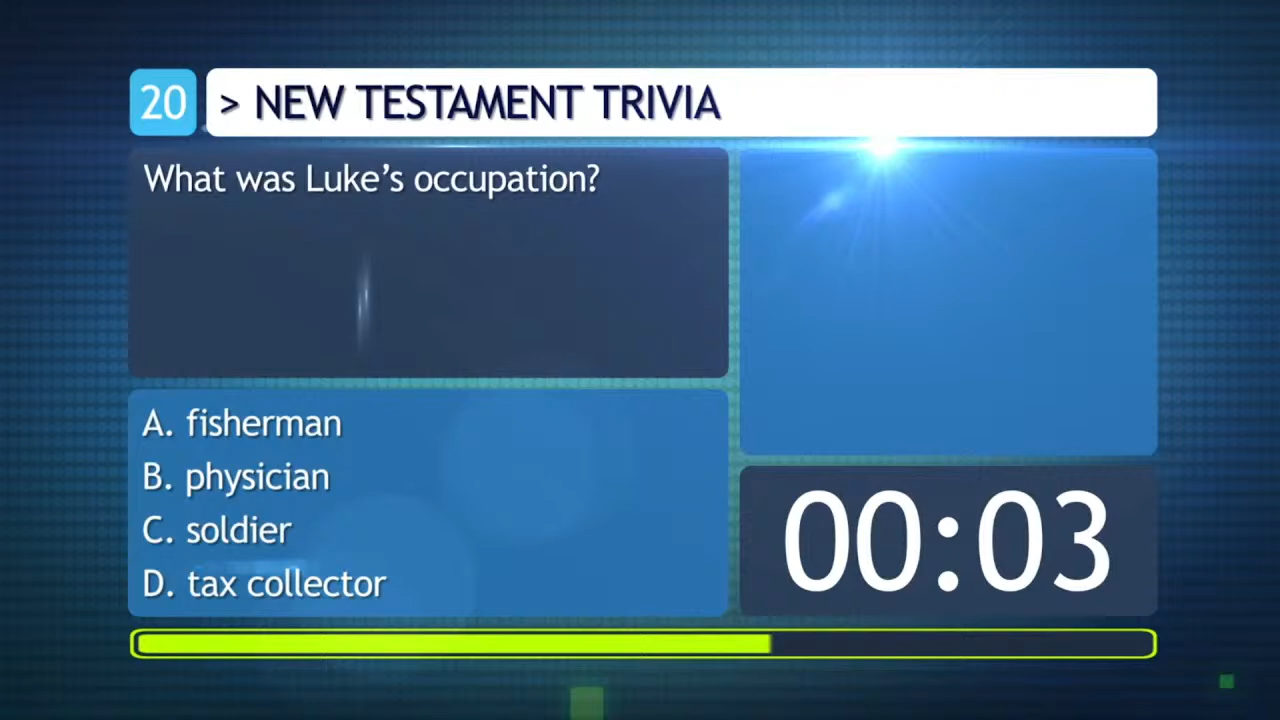 20 > NEW TESTAMENT TRIVIA
What was Luke’s occupation?
A. fisherman
B. physician
C. soldier
D. tax collector
00:03